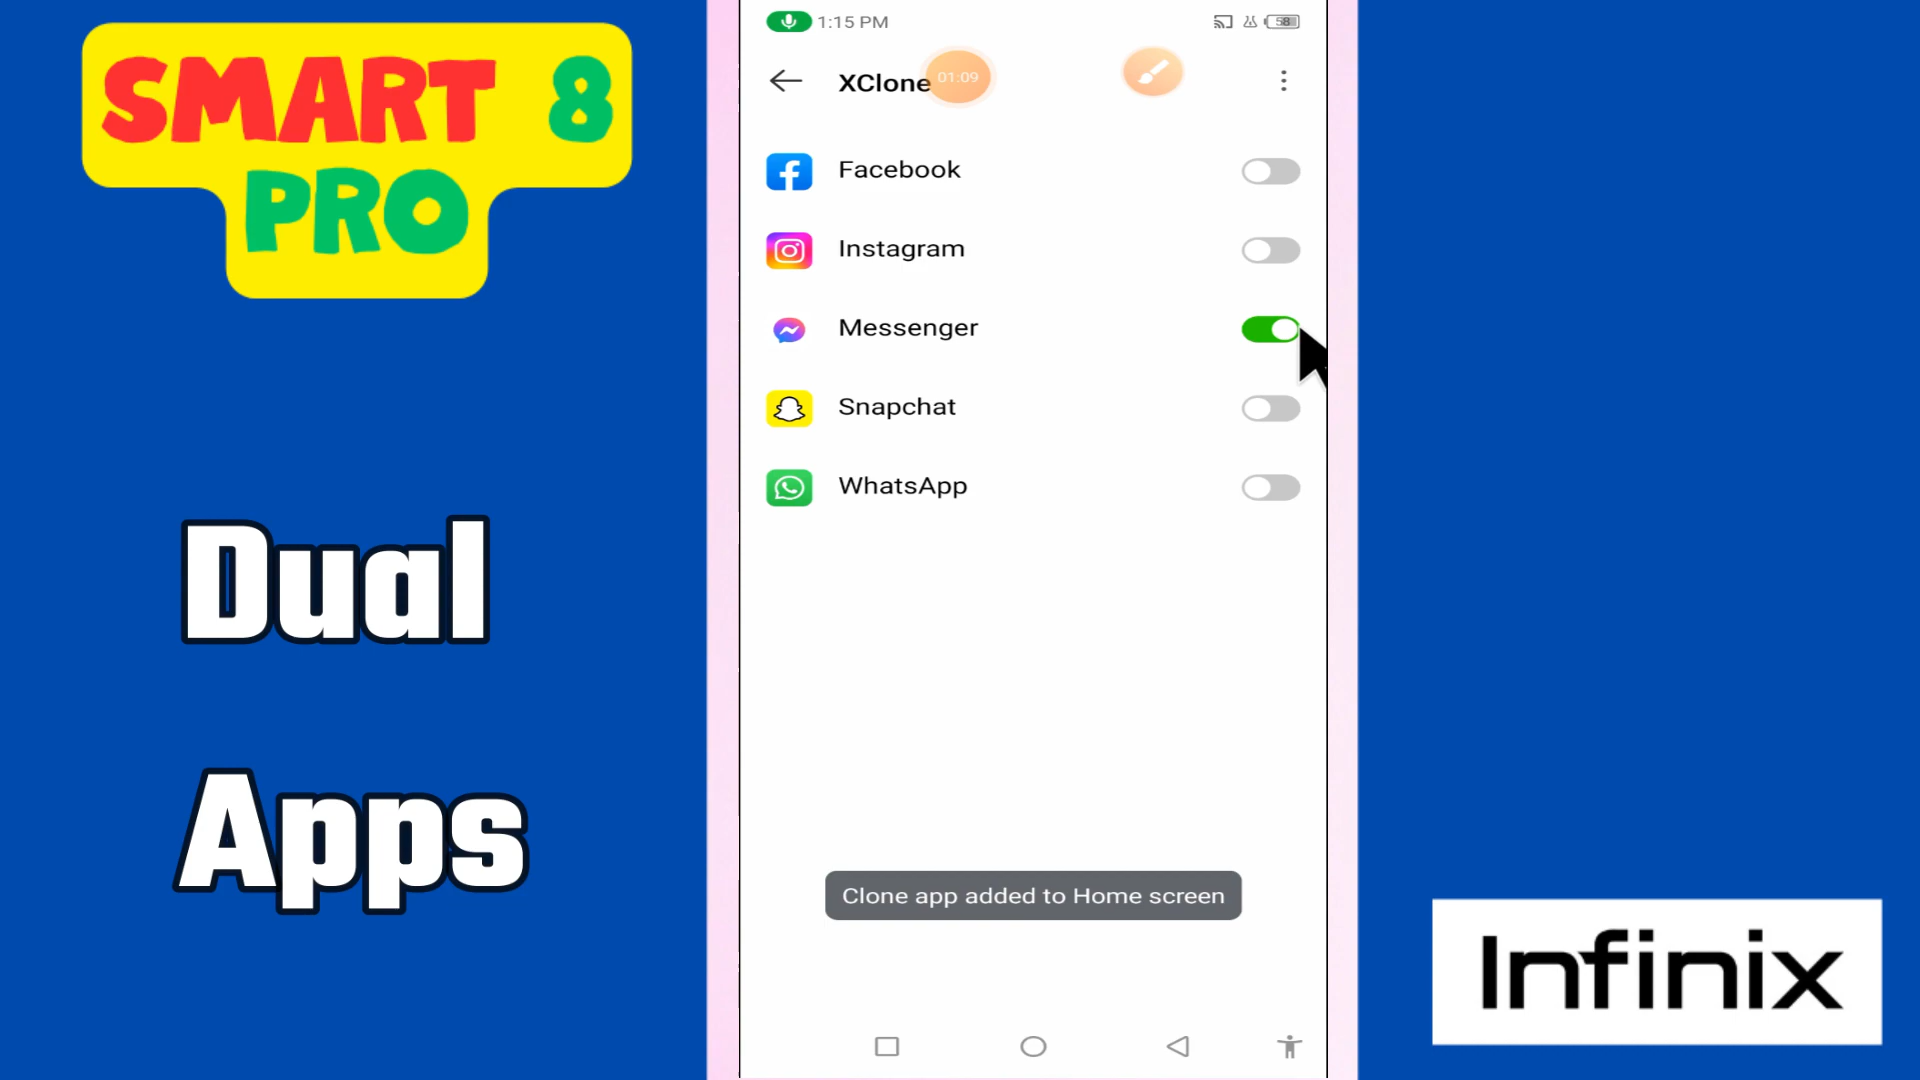 SMART 8
PRO
Dual
Apps
1:15 PM
58
XClone
01:09
Facebook
Instagram
Messenger
Snapchat
WhatsApp
Clone app added to Home screen
Infinix